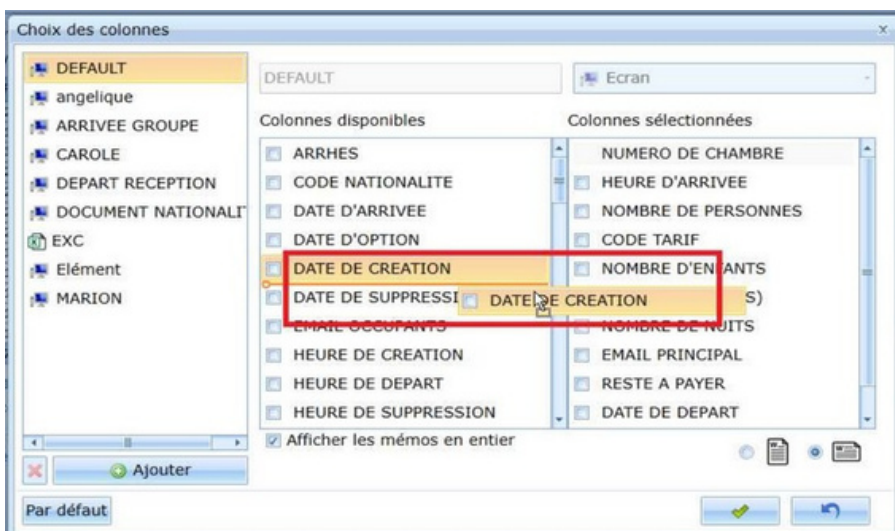 Choix des colonnes
DEFAULT
angelique
ARRIVEE GROUPE
CAROLE
DEPART RECEPTION
DOCUMENT NATIONALI
EXC
Elément
MARION
Ajouter
Par défaut
DEFAULT
Ecran
Colonnes disponibles
ARRHES
CODE NATIONALITE
DATE D'ARRIVEE
DATE D'OPTION
DATE DE CREATION
DATE DE SUPPRESSI
EMAIL OCCUPANTS
HEURE DE CREATION
HEURE DE DEPART
HEURE DE SUPPRESSION
Afficher les mémos en entier
DATE DE CREATION
Colonnes sélectionnées
NUMERO DE CHAMBRE
HEURE D'ARRIVEE
NOMBRE DE PERSONNES
CODE TARIF
NOMBRE D'ENFANTS
S)
NOMBRE DE NUITS
EMAIL PRINCIPAL
RESTE A PAYER
DATE DE DEPART